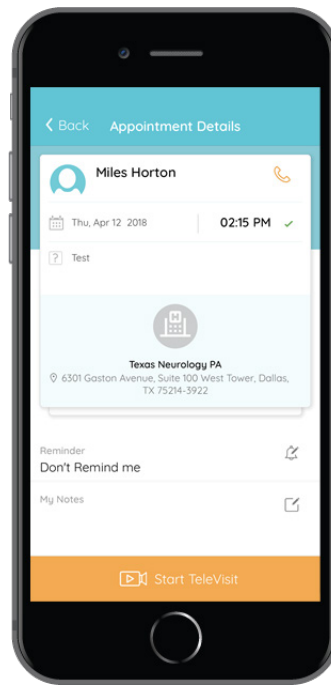 Back Appointment Details
Miles Horton
Thu, Apr 12 2018 02:15 PM
? Test
H
Texas Neurology PA
6301 Gaston Avenue, Suite 100 West Tower, Dallas,
TX 75214-3922
Reminder
Don't Remind me
My Notes
Start TeleVisit